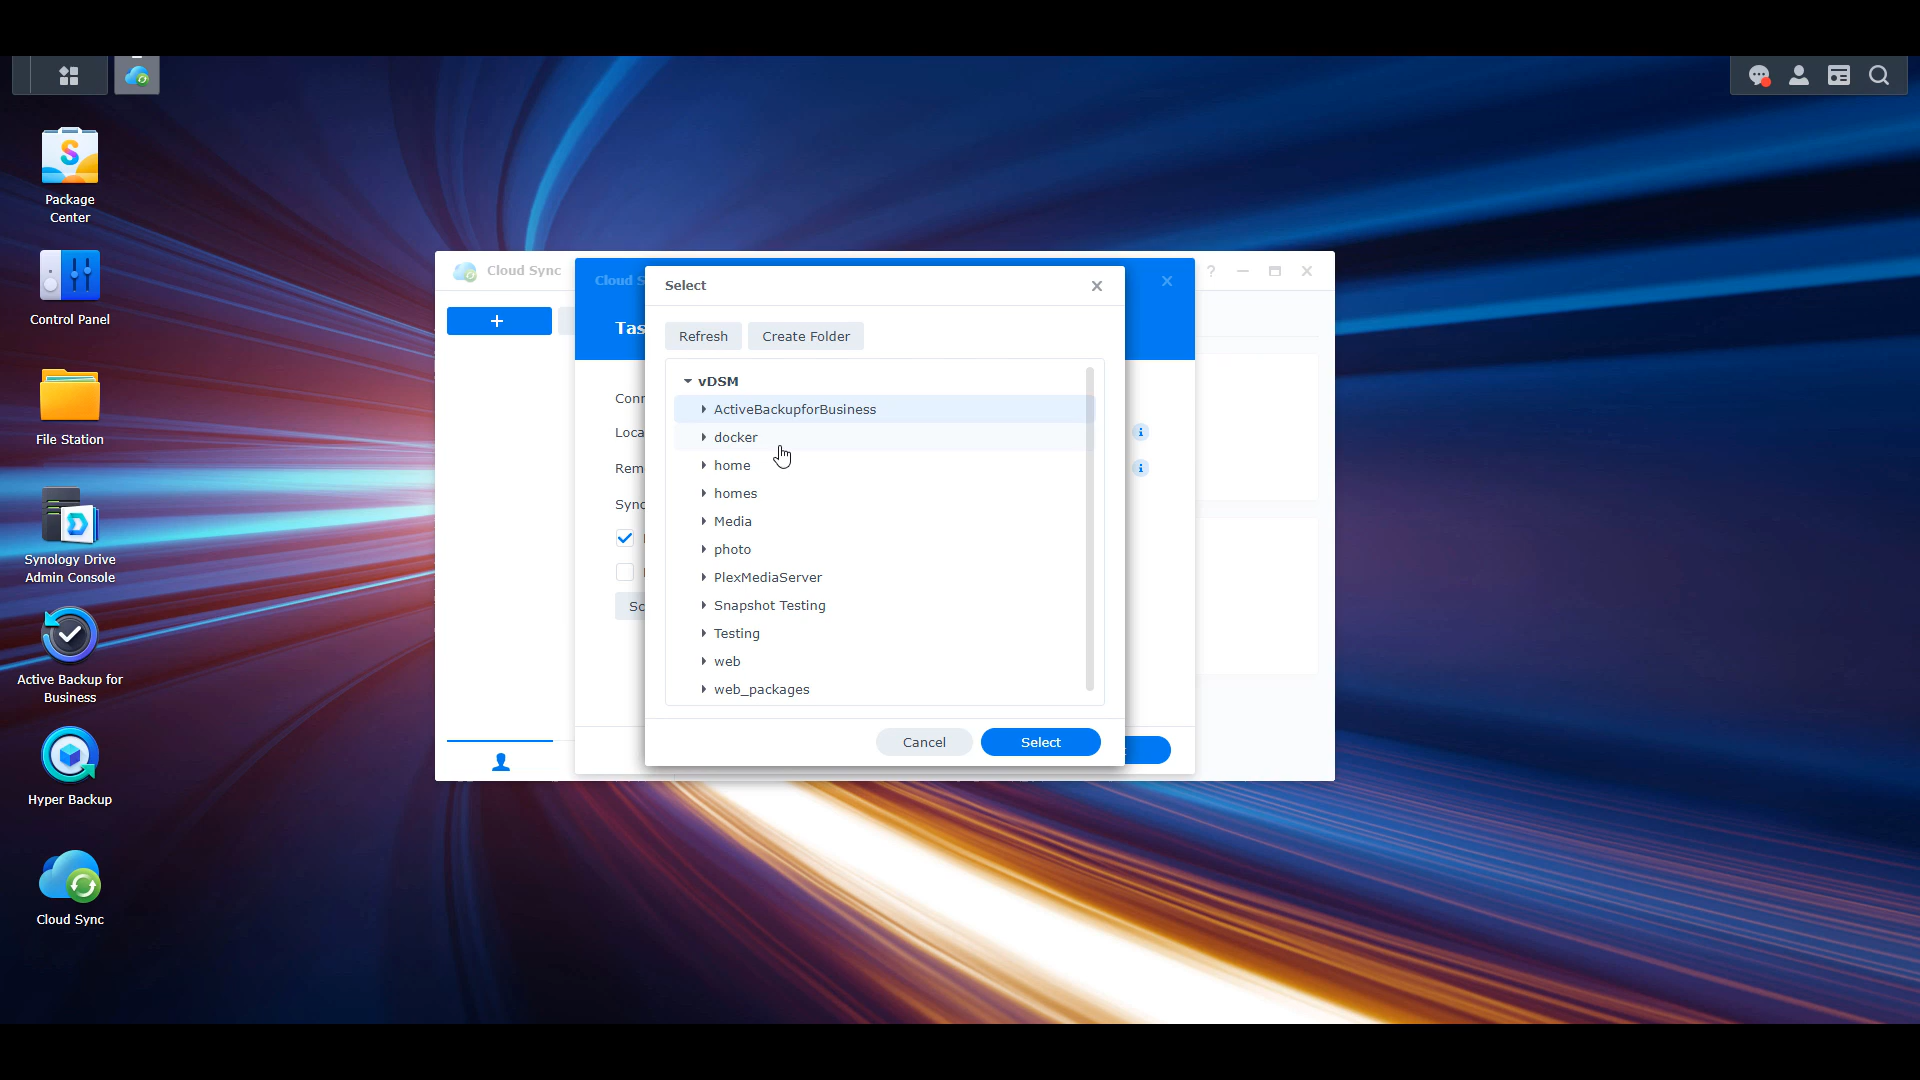 Package
Center
Control Panel
File Station
Synology Drive
Admin Console
Active Backup for
Business
Hyper Backup
Cloud Sync
Cloud Sync
?
+
Cloud S
Tas
Conn
Loca
Rem
Sync
Sc
Select
Refresh
Create Folder
vDSM
ActiveBackupforBusiness
docker
home
homes
Media
photo
PlexMediaServer
Snapshot Testing
Testing
web
web_packages
Cancel
Select